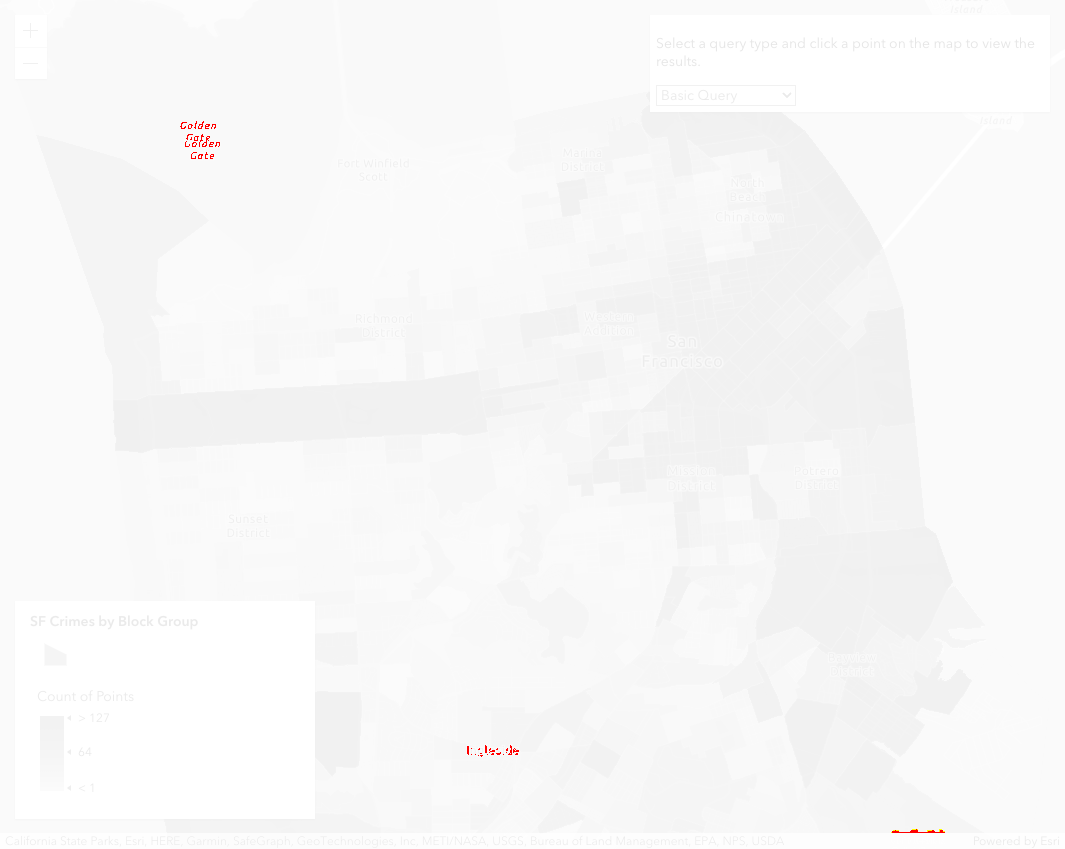 Island
+
Select a query type and click a point on the map to view the
results.
−
Basic Query
Island
Golden
Gate
Golden
Gate
Marina
District
Fort Winfield
Scott
North
Beach
Chinatown
Richmond
District
Western
Addition
San
Francisco
Mission
District
Potrero
District
Sunset
District
SF Crimes by Block Group
Bayview
District
Count of Points
> 127
64
< 1
Ingleside
California State Parks, Esri, HERE, Garmin, SafeGraph, GeoTechnologies, Inc, METI/NASA, USGS, Bureau of Land Management, EPA, NPS, USDA
Powered by Esri